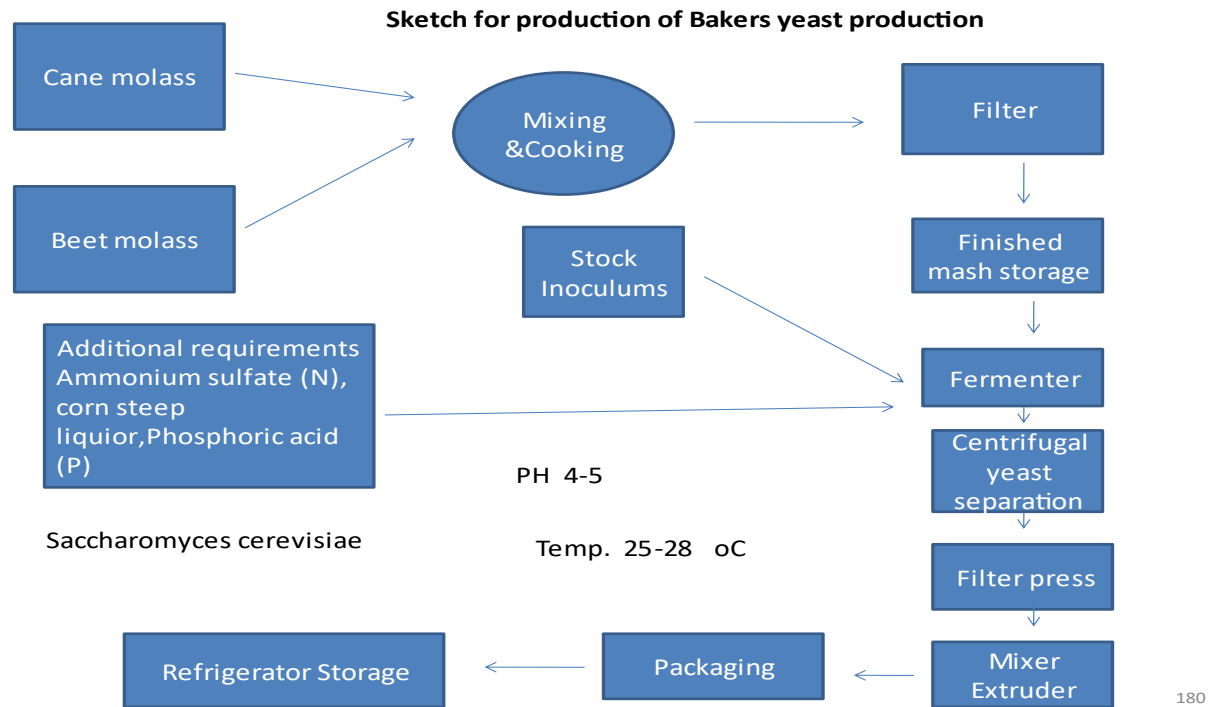 Sketch for production of Bakers yeast production
Cane molass
Mixing
&Cooking
Filter
Beet molass
Stock
Inoculums
Finished
mash storage
Additional requirements
Ammonium sulfate (N),
corn steep
liquior,Phosphoric acid
(P)
Fermenter
Centrifugal
yeast
separation
PH 4-5
Saccharomyces cerevisiae
Temp. 25-28 oC
Filter press
Refrigerator Storage
Packaging
Mixer
Extruder
180